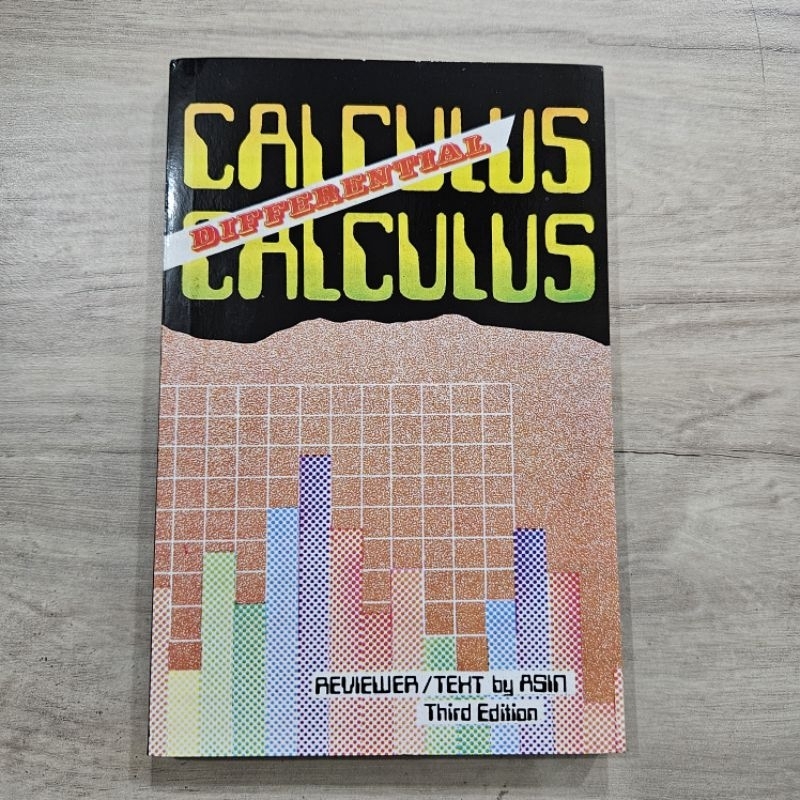 CALCULUS
DIFFERENTIAL
CALCULUS
REVIEWER/TEXT by ASIN
Third Edition